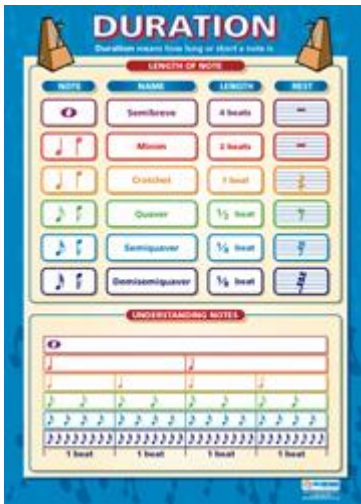 DURATION
Duration means how long or short a note is
LENGTH OF NOTE
NOTE NAME LENGTH REST
Semibreve 4 beats
Minim 2 beats
Crotchet 1 beat
Quaver ½ beat
Semiquaver ¼ beat
Demisemiquaver ⅛ beat
UNDERSTANDING NOTES
1 beat 1 beat 1 beat 1 beat